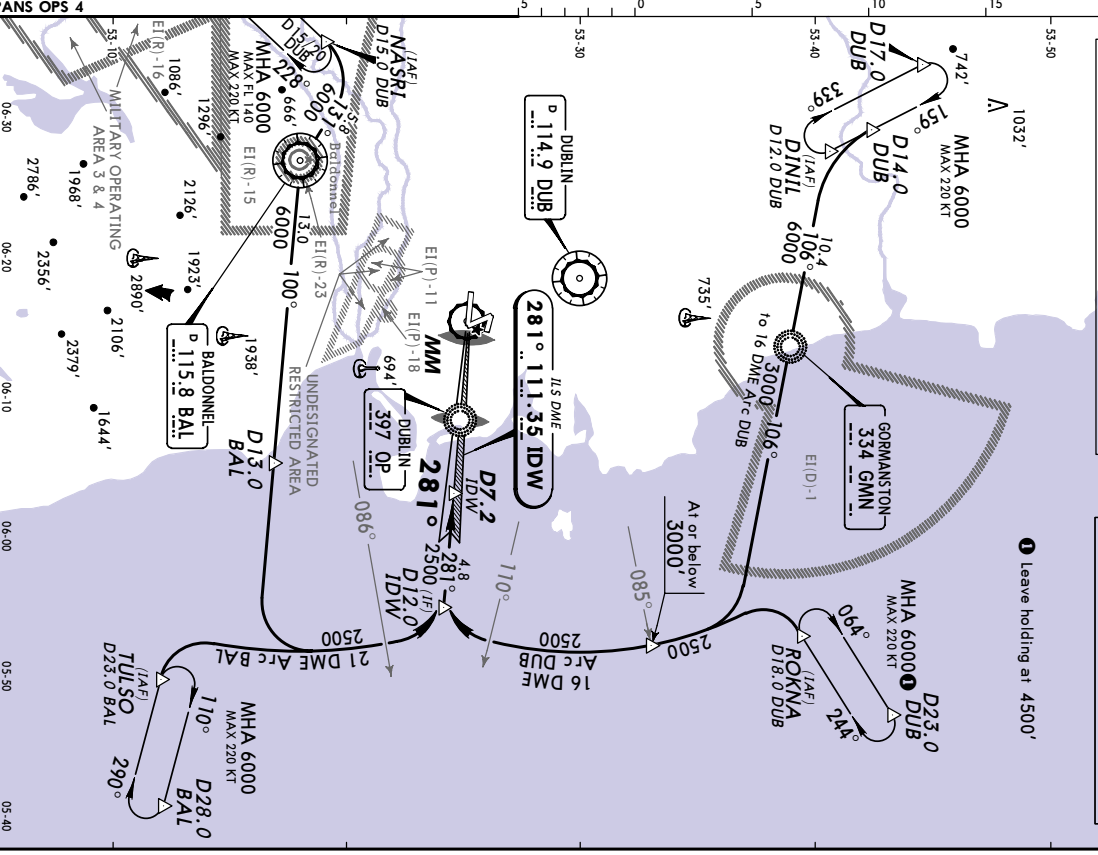 PANS OPS 4
5
0
5
10
15
53-10
53-30
53-40
53-50
06-30
06-20
06-10
06-00
05-50
05-40
EI(R)-16
1086'
1296'
MILITARY OPERATING
AREA 3 & 4
2786'
1968'
2126'
2356'
1923'
2890'
2106'
2379'
1938'
1644'
D15/20
DUB
228°
6000
MHA 6000
MAX FL 140
MAX 220 KT
666'
EI(R)-15
(IAF)
NASRI
D15.0 DUB
5.8
131°
6000
Baldonnel
13.0
6000
100°
EI(R)-23
EI(P)-11
EI(P)-18
UNDESIGNATED
RESTRICTED AREA
BALDONNEL
D 115.8 BAL
D13.0
BAL
DUBLIN
D 114.9 DUB
MM
694'
DUBLIN
397 OP
ILS DME
281° 111.35 IDW
281°
D7.2
IDW
4.8
281°
2500
(IF)
D12.0
IDW
086°
110°
085°
At or below
3000'
2500
21 DME Arc BAL
2500
16 DME
Arc DUB
2500
(IAF)
TULSO
D23.0 BAL
110°
290°
MHA 6000
MAX 220 KT
D28.0
BAL
D17.0
DUB
742'
1032'
339°
159°
D14.0
DUB
(IAF)
DINIL
D12.0 DUB
MHA 6000
MAX 220 KT
10.4
106°
6000
735'
3000 106°
to 16 DME Arc DUB
GORMANSTON
334 GMN
EI(D)-1
1 Leave holding at 4500'
MHA 6000 1
MAX 220 KT
064°
244°
(IAF)
ROKNA
D18.0 DUB
D23.0
DUB